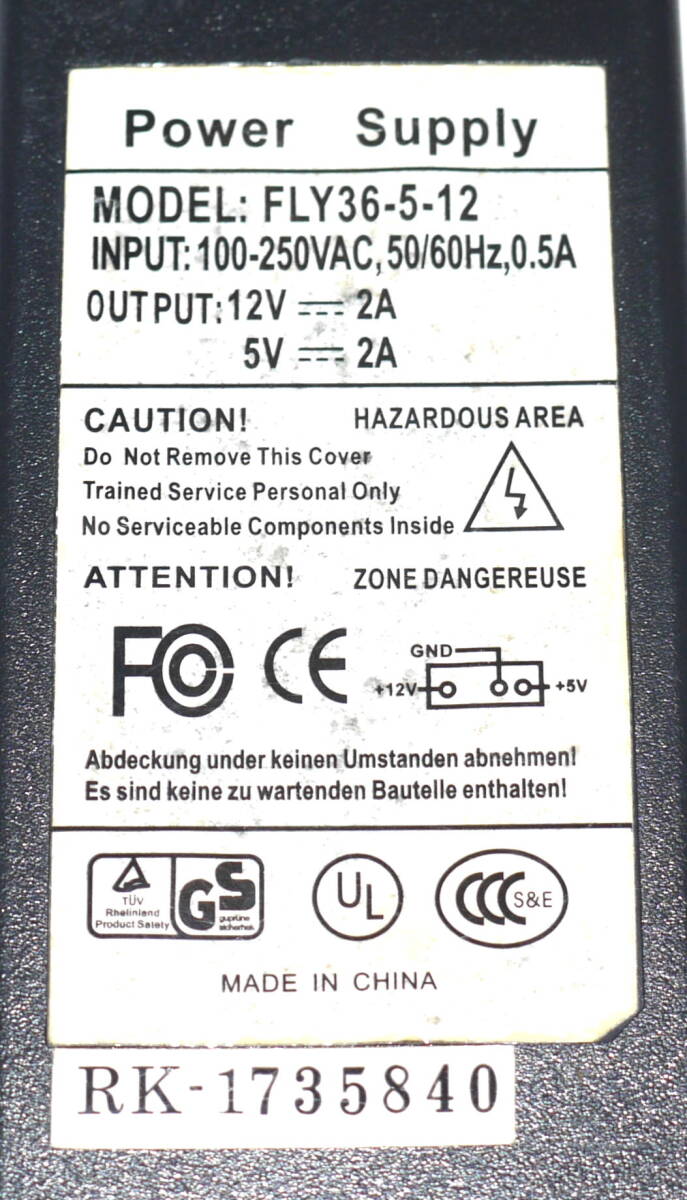 Power Supply
MODEL: FLY36-5-12
INPUT: 100-250VAC, 50/60Hz, 0.5A
OUTPUT: 12V ⎓ 2A
5V ⎓ 2A
CAUTION! HAZARDOUS AREA
Do Not Remove This Cover
Trained Service Personal Only
No Serviceable Components Inside
ATTENTION! ZONE DANGEREUSE
FC CE
GND
+12V +5V
Abdeckung under keinen Umstanden abnehmen!
Es sind keine zu wartenden Bautelle enthalten!
TÜV
Rheinland
Product Safety
GS
geprüfte
sicherheit
UL
CCC S&E
MADE IN CHINA
RK-1735840